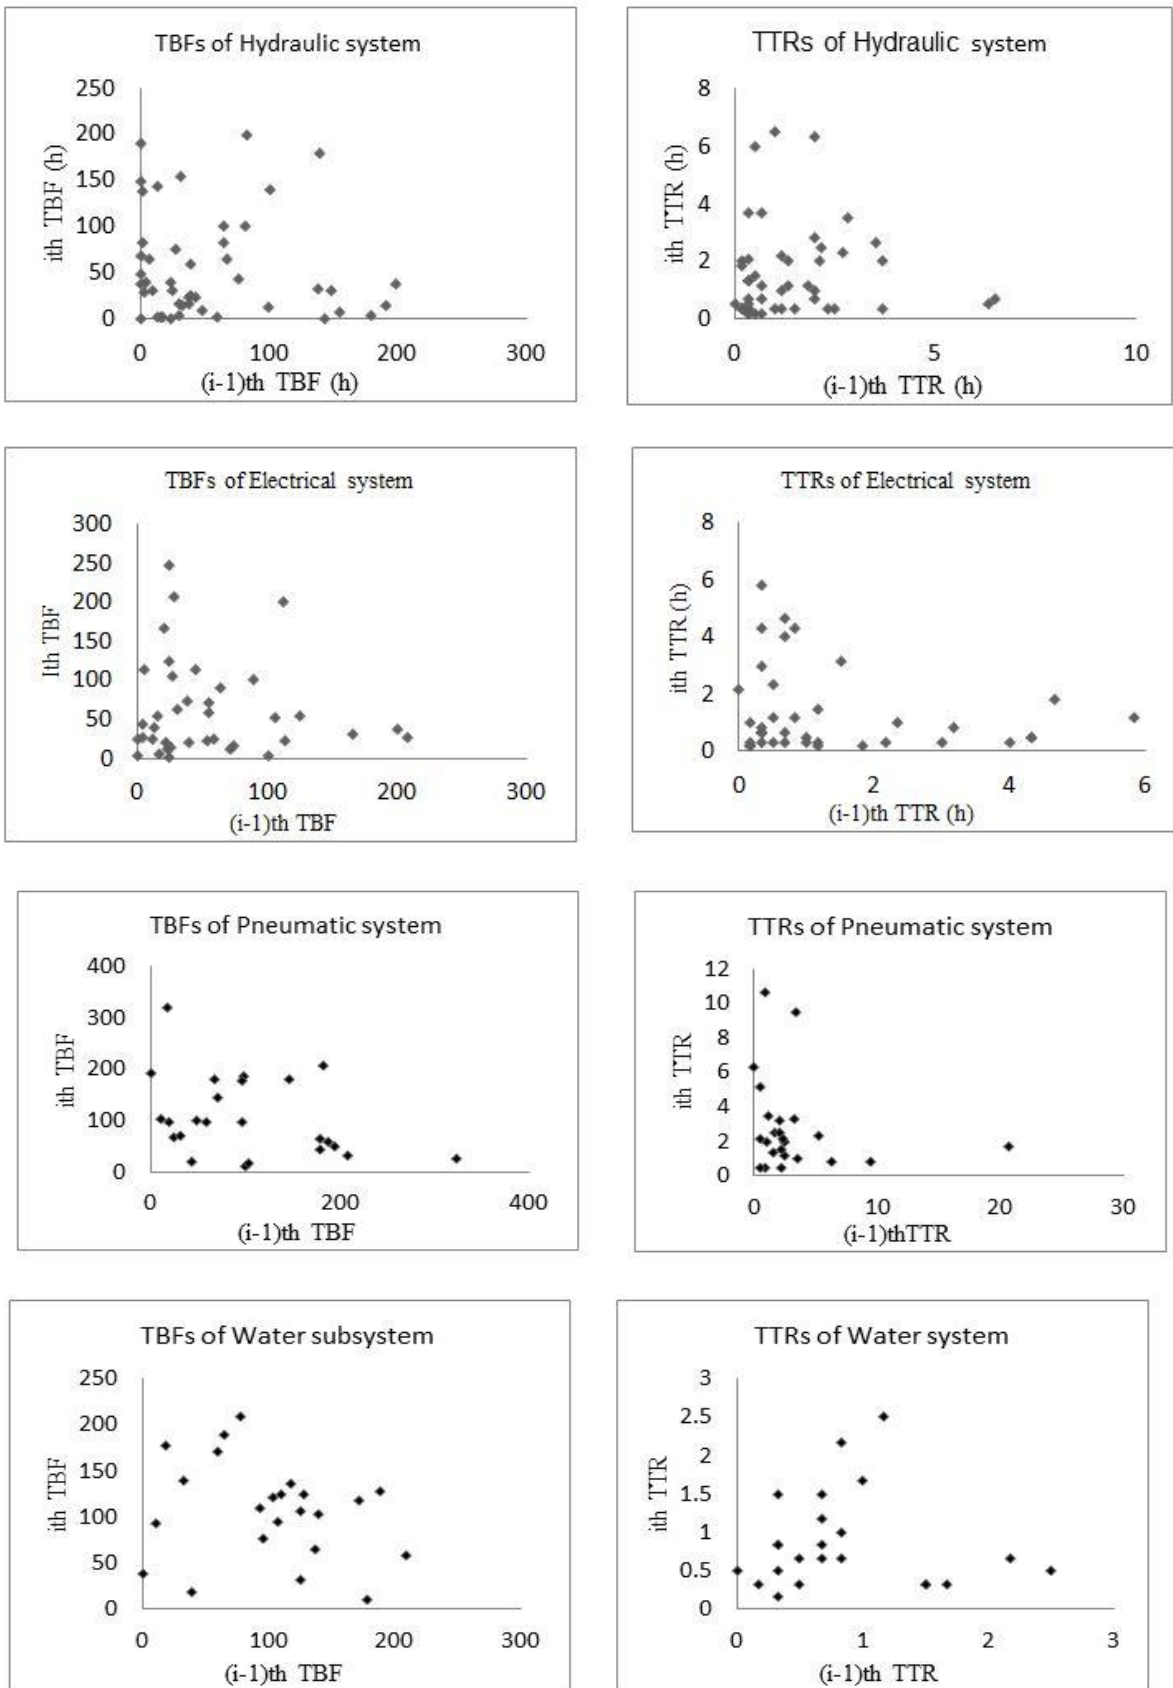 TBFs of Hydraulic system
250
200
150
100
50
0
ith TBF (h)
0 100 200 300
(i-1)th TBF (h)
TTRs of Hydraulic system
8
6
4
2
0
ith TTR (h)
0 5 10
(i-1)th TTR (h)
TBFs of Electrical system
300
250
200
150
100
50
0
Ith TBF
0 100 200 300
(i-1)th TBF
TTRs of Electrical system
8
6
4
2
0
ith TTR (h)
0 2 4 6
(i-1)th TTR (h)
TBFs of Pneumatic system
400
300
200
100
0
ith TBF
0 200 400
(i-1)th TBF
TTRs of Pneumatic system
12
10
8
6
4
2
0
ith TTR
0 10 20 30
(i-1)thTTR
TBFs of Water subsystem
250
200
150
100
50
0
ith TBF
0 100 200 300
(i-1)th TBF
TTRs of Water system
3
2.5
2
1.5
1
0.5
0
ith TTR
0 1 2 3
(i-1)th TTR